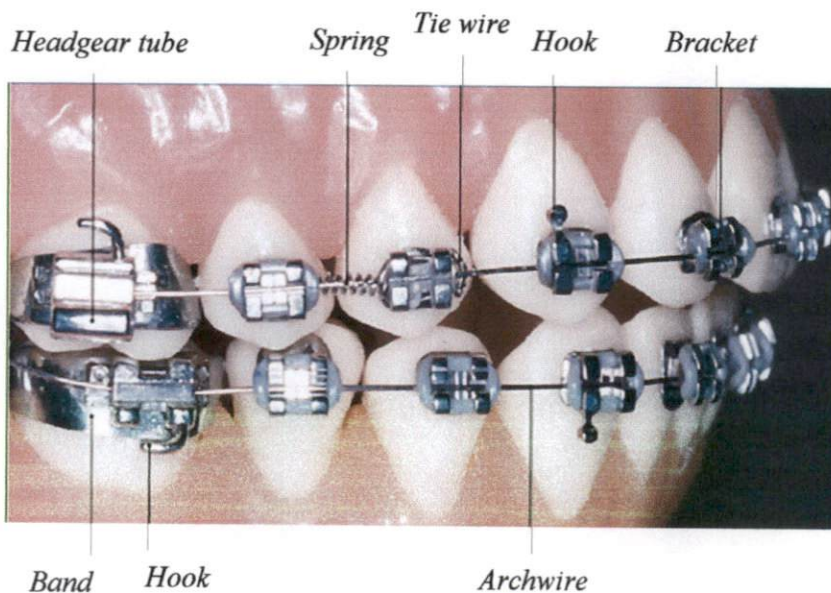 Headgear tube
Spring
Tie wire
Hook
Bracket
Band
Hook
Archwire